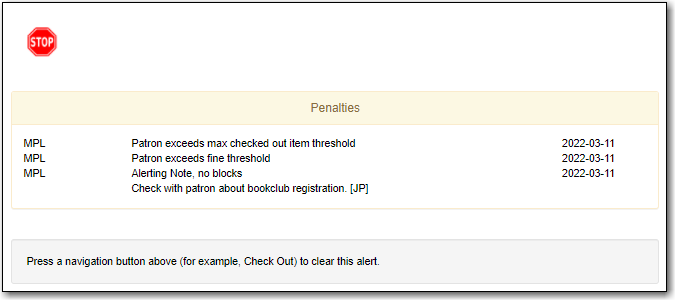 STOP
Penalties
MPL Patron exceeds max checked out item threshold 2022-03-11
MPL Patron exceeds fine threshold 2022-03-11
MPL Alerting Note, no blocks 2022-03-11
Check with patron about bookclub registration. [JP]
Press a navigation button above (for example, Check Out) to clear this alert.